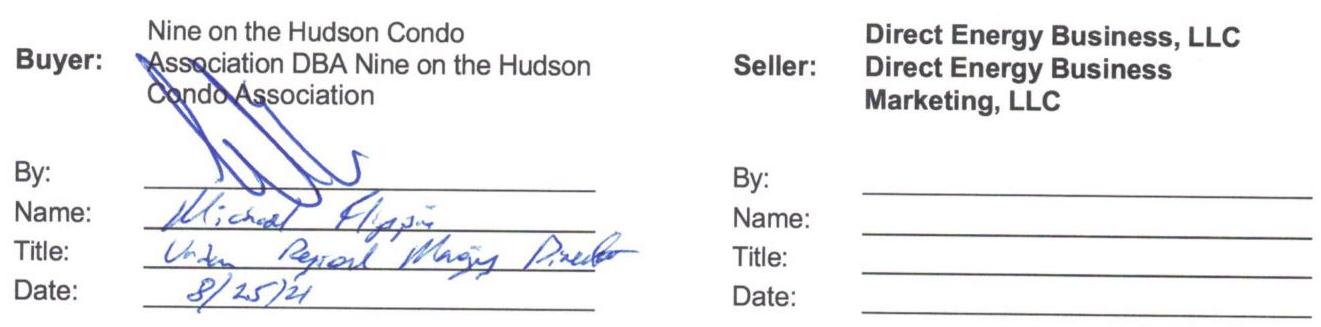 Buyer:
Nine on the Hudson Condo
Association DBA Nine on the Hudson
Condo Association
By:
Name: Michael
Title: Regional Managing Director
Date: 8/25/21
Seller:
Direct Energy Business, LLC
Direct Energy Business
Marketing, LLC
By:
Name:
Title:
Date: